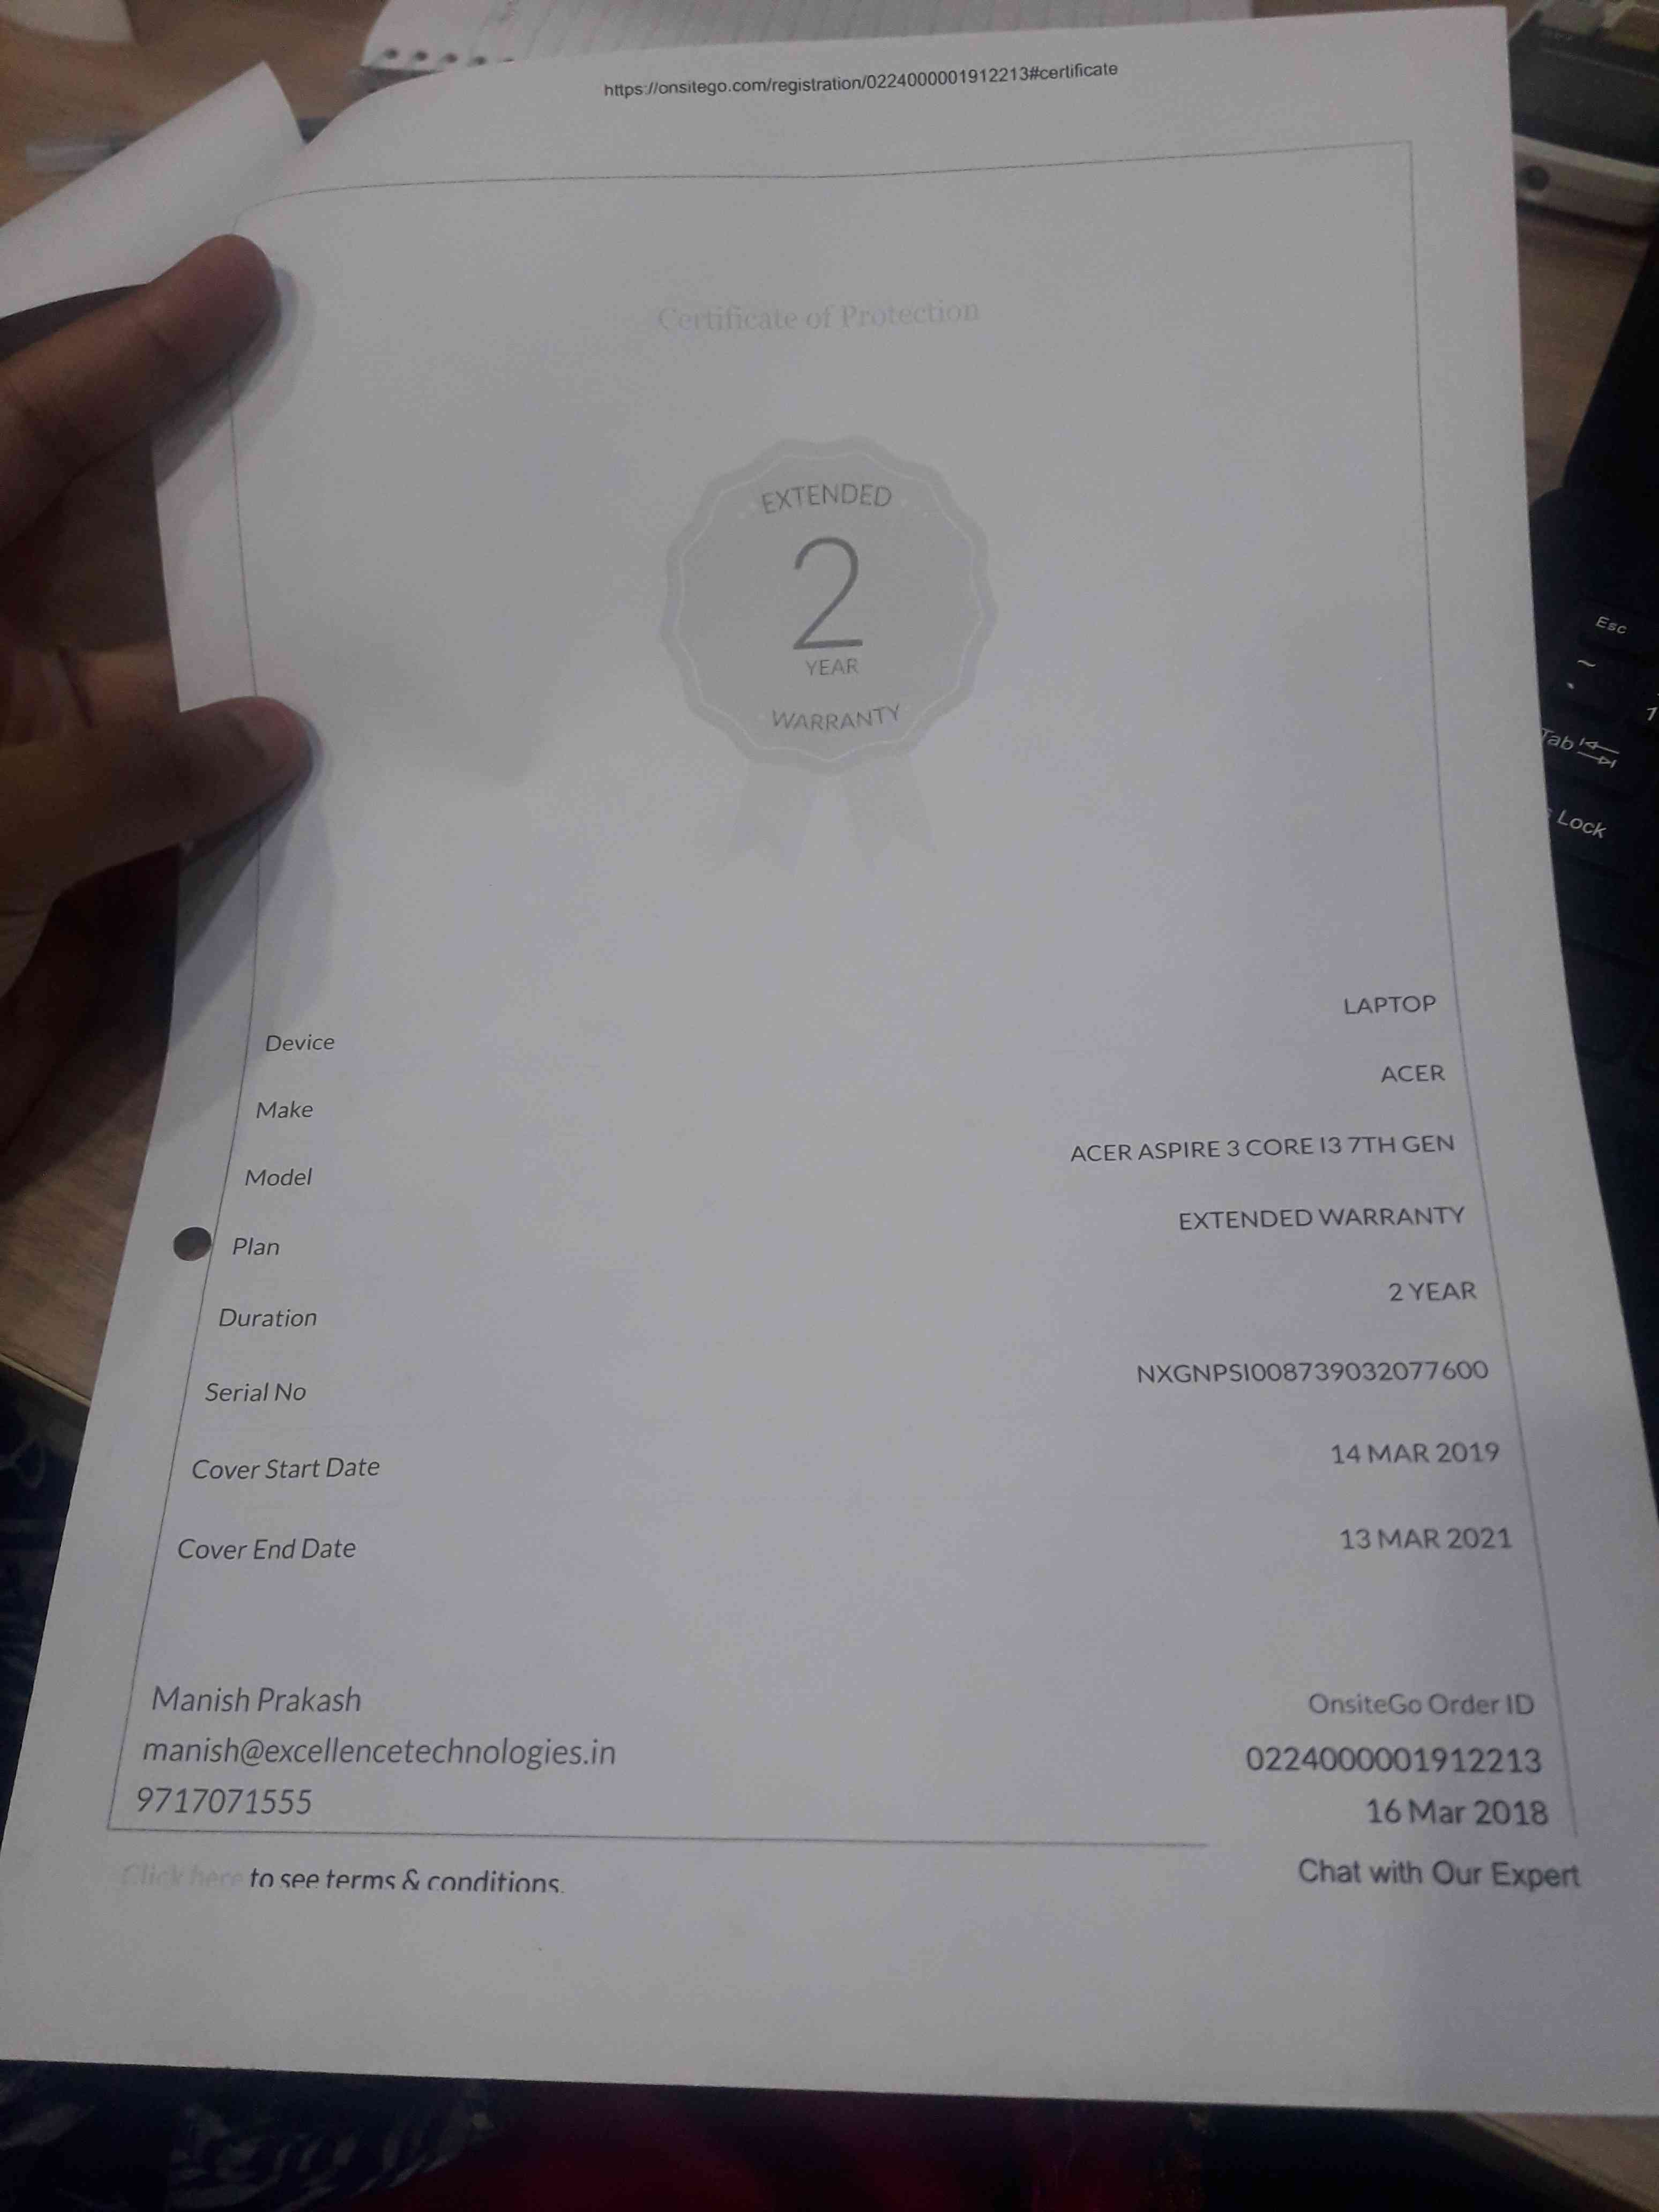 https://onsitego.com/registration/0224000001912213#certificate
Certificate of Protection
EXTENDED
2
YEAR
WARRANTY
Device LAPTOP
Make ACER
Model ACER ASPIRE 3 CORE I3 7TH GEN
Plan EXTENDED WARRANTY
Duration 2 YEAR
Serial No NXGNPSI008739032077600
Cover Start Date 14 MAR 2019
Cover End Date 13 MAR 2021
Manish Prakash
manish@excellencetechnologies.in
9717071555
OnsiteGo Order ID
0224000001912213
16 Mar 2018
Click here to see terms & conditions.
Chat with Our Expert
Esc
~
1
Tab
Lock